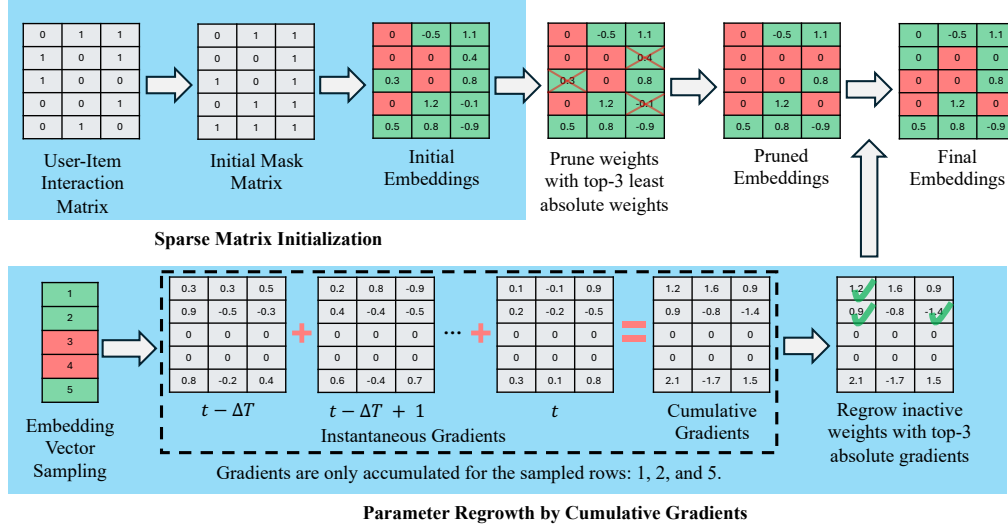 0 1 1
1 0 1
1 0 0
0 0 1
0 1 0
User-Item
Interaction
Matrix
0 1 1
0 0 1
1 0 1
0 1 1
1 1 1
Initial Mask
Matrix
0 -0.5 1.1
0 0 0.4
0.3 0 0.8
0 1.2 -0.1
0.5 0.8 -0.9
Initial
Embeddings
0 -0.5 1.1
0 0 0.4
0.3 0 0.8
0 1.2 -0.1
0.5 0.8 -0.9
Prune weights
with top-3 least
absolute weights
0 -0.5 1.1
0 0 0
0 0 0.8
0 1.2 0
0.5 0.8 -0.9
Pruned
Embeddings
0 -0.5 1.1
0 0 0
0 0 0.8
0 1.2 0
0.5 0.8 -0.9
Final
Embeddings
Sparse Matrix Initialization
1
2
3
4
5
Embedding
Vector
Sampling
0.3 0.3 0.5
0.9 -0.5 -0.3
0 0 0
0 0 0
0.8 -0.2 0.4
t − ΔT
+
0.2 0.8 -0.9
0.4 -0.4 -0.5
0 0 0
0 0 0
0.6 -0.4 0.7
t − ΔT + 1
... +
0.1 -0.1 0.9
0.2 -0.2 -0.5
0 0 0
0 0 0
0.3 0.1 0.8
t
Instantaneous Gradients
=
1.2 1.6 0.9
0.9 -0.8 -1.4
0 0 0
0 0 0
2.1 -1.7 1.5
Cumulative
Gradients
1.2 1.6 0.9
0.9 -0.8 -1.4
0 0 0
0 0 0
2.1 -1.7 1.5
Regrow inactive
weights with top-3
absolute gradients
Gradients are only accumulated for the sampled rows: 1, 2, and 5.
Parameter Regrowth by Cumulative Gradients